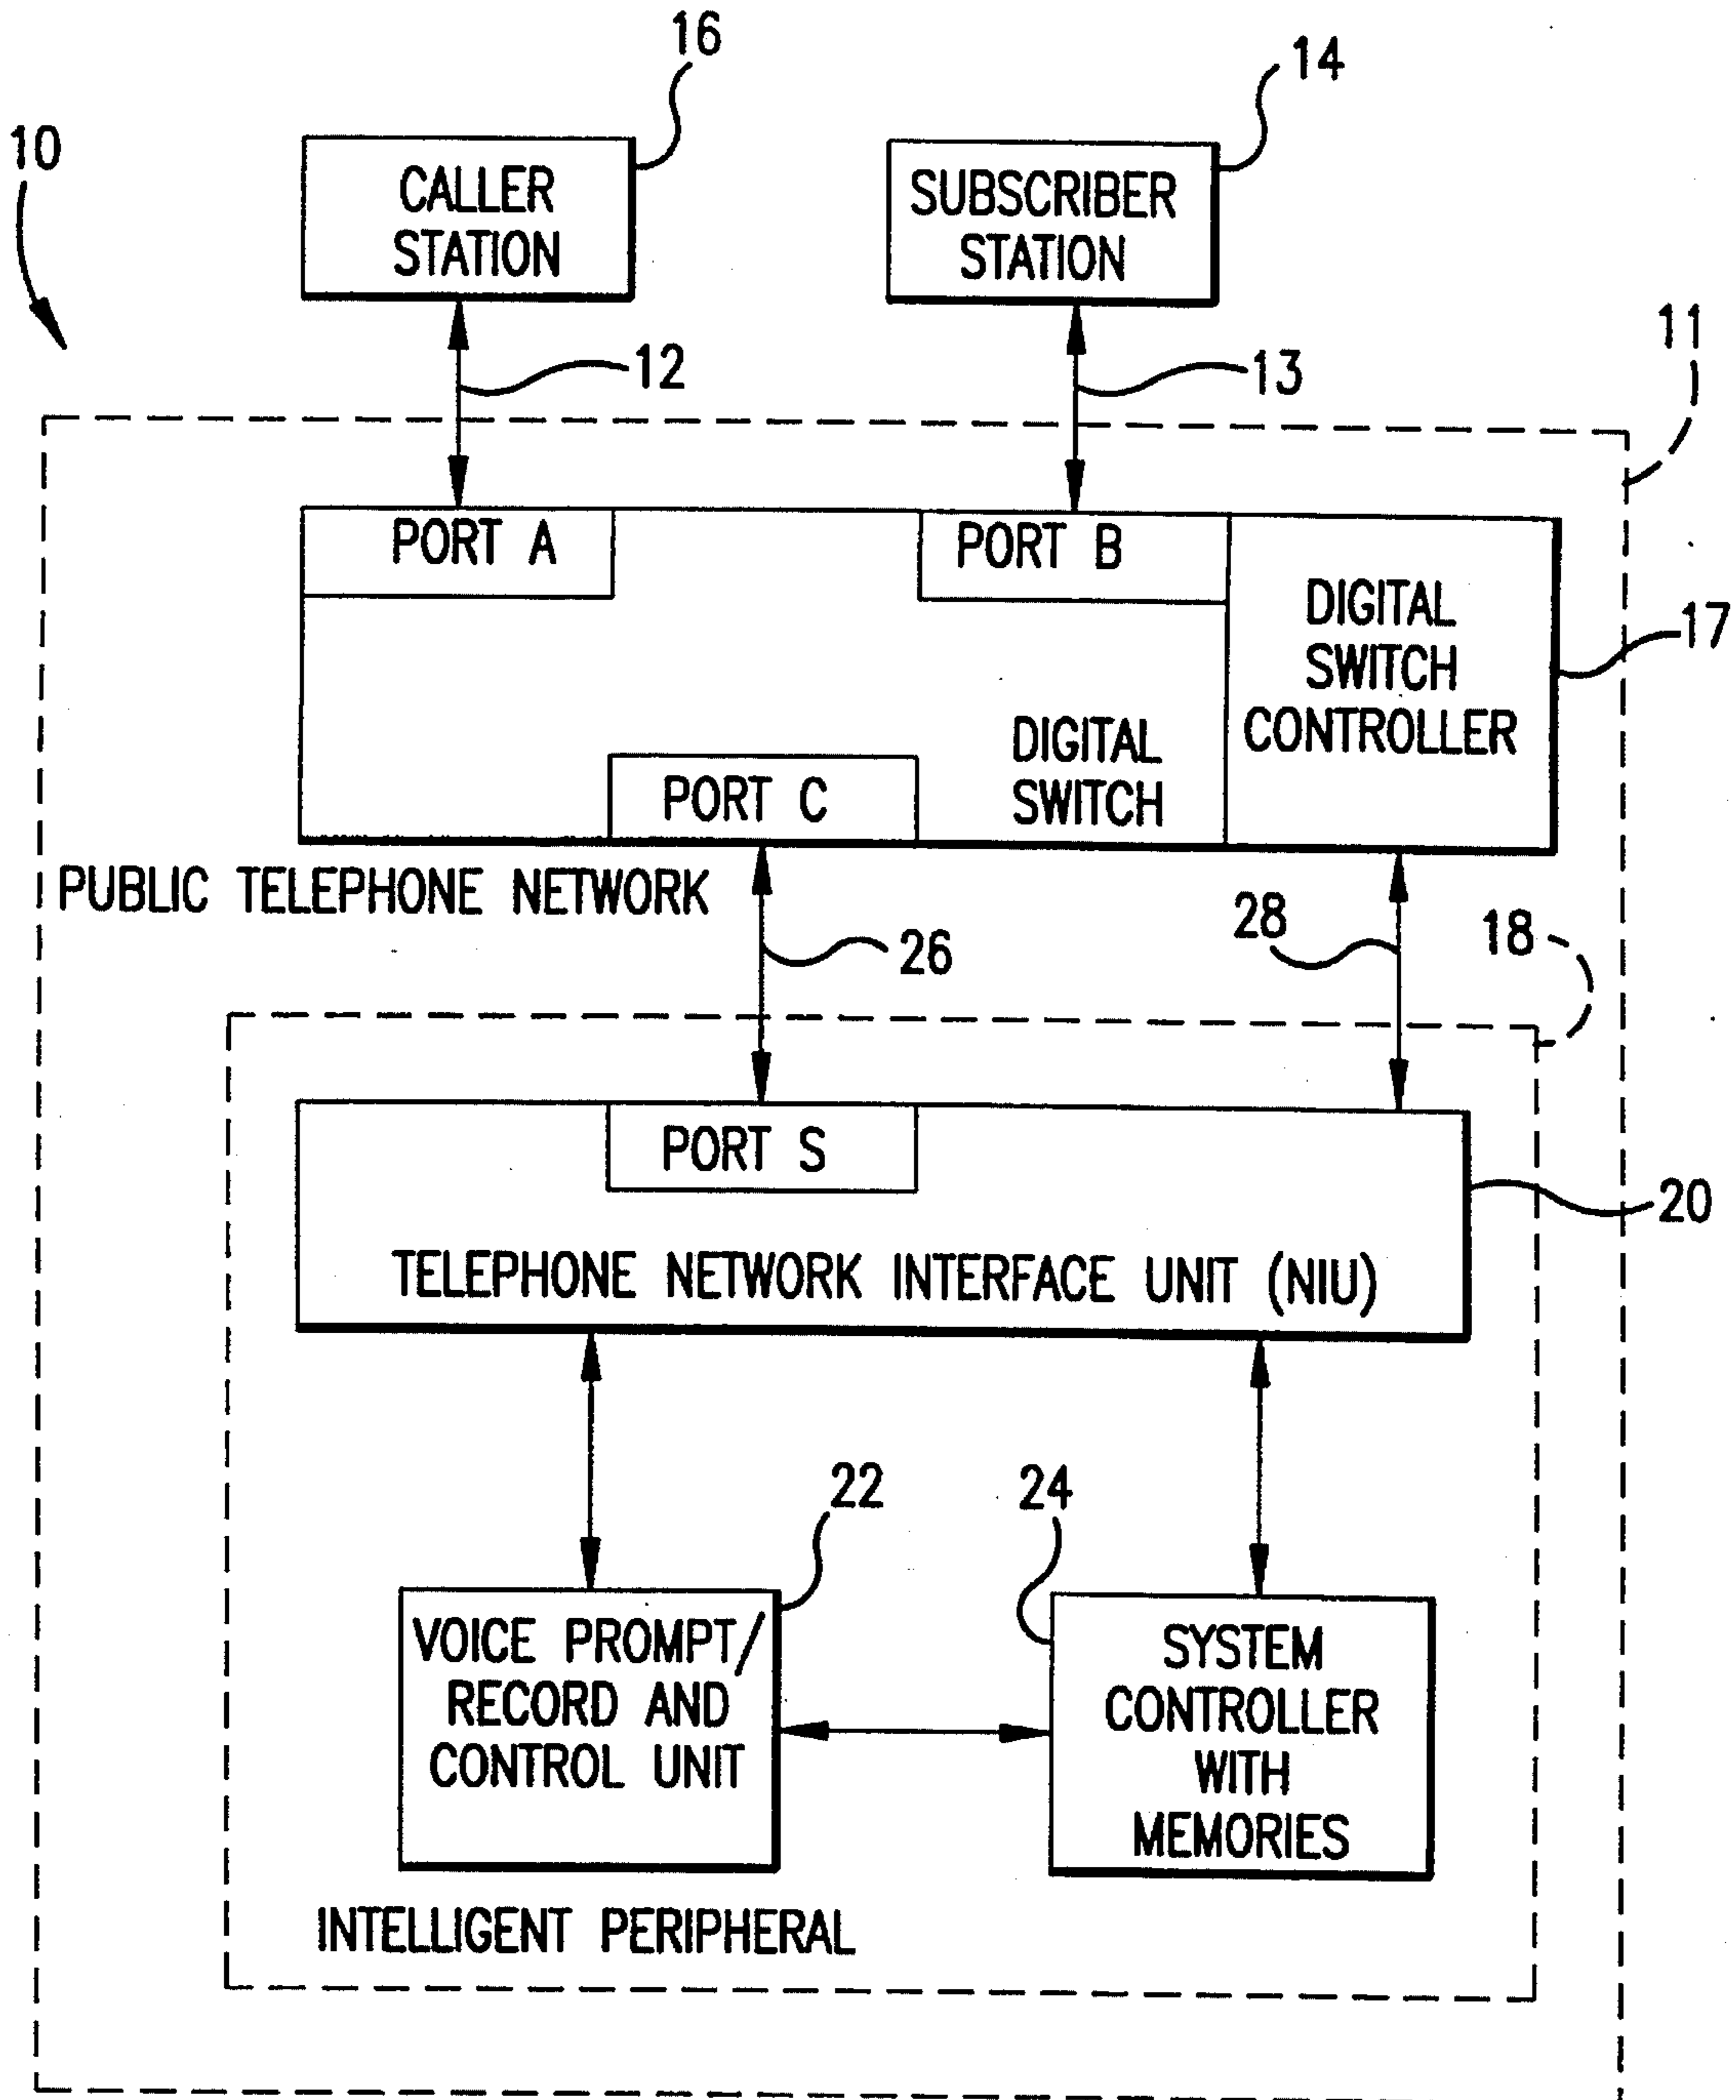 16
14
10
CALLER
STATION
SUBSCRIBER
STATION
11
12
13
PORT A
PORT B
DIGITAL
SWITCH
CONTROLLER
17
DIGITAL
SWITCH
PORT C
PUBLIC TELEPHONE NETWORK
26
28
18
PORT S
20
TELEPHONE NETWORK INTERFACE UNIT (NIU)
22
24
VOICE PROMPT/
RECORD AND
CONTROL UNIT
SYSTEM
CONTROLLER
WITH
MEMORIES
INTELLIGENT PERIPHERAL